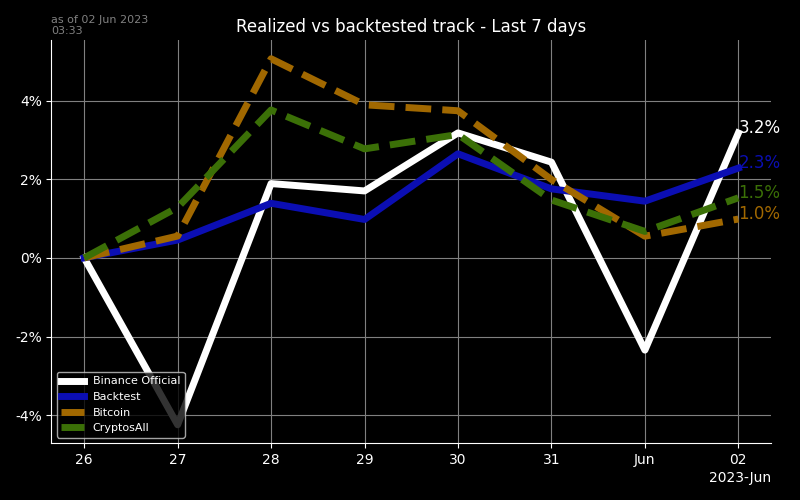 as of 02 Jun 2023
03:33
Realized vs backtested track - Last 7 days
4%
2%
0%
-2%
-4%
3.2%
2.3%
1.5%
1.0%
Binance Official
Backtest
Bitcoin
CryptosAll
26 27 28 29 30 31 Jun 02
2023-Jun